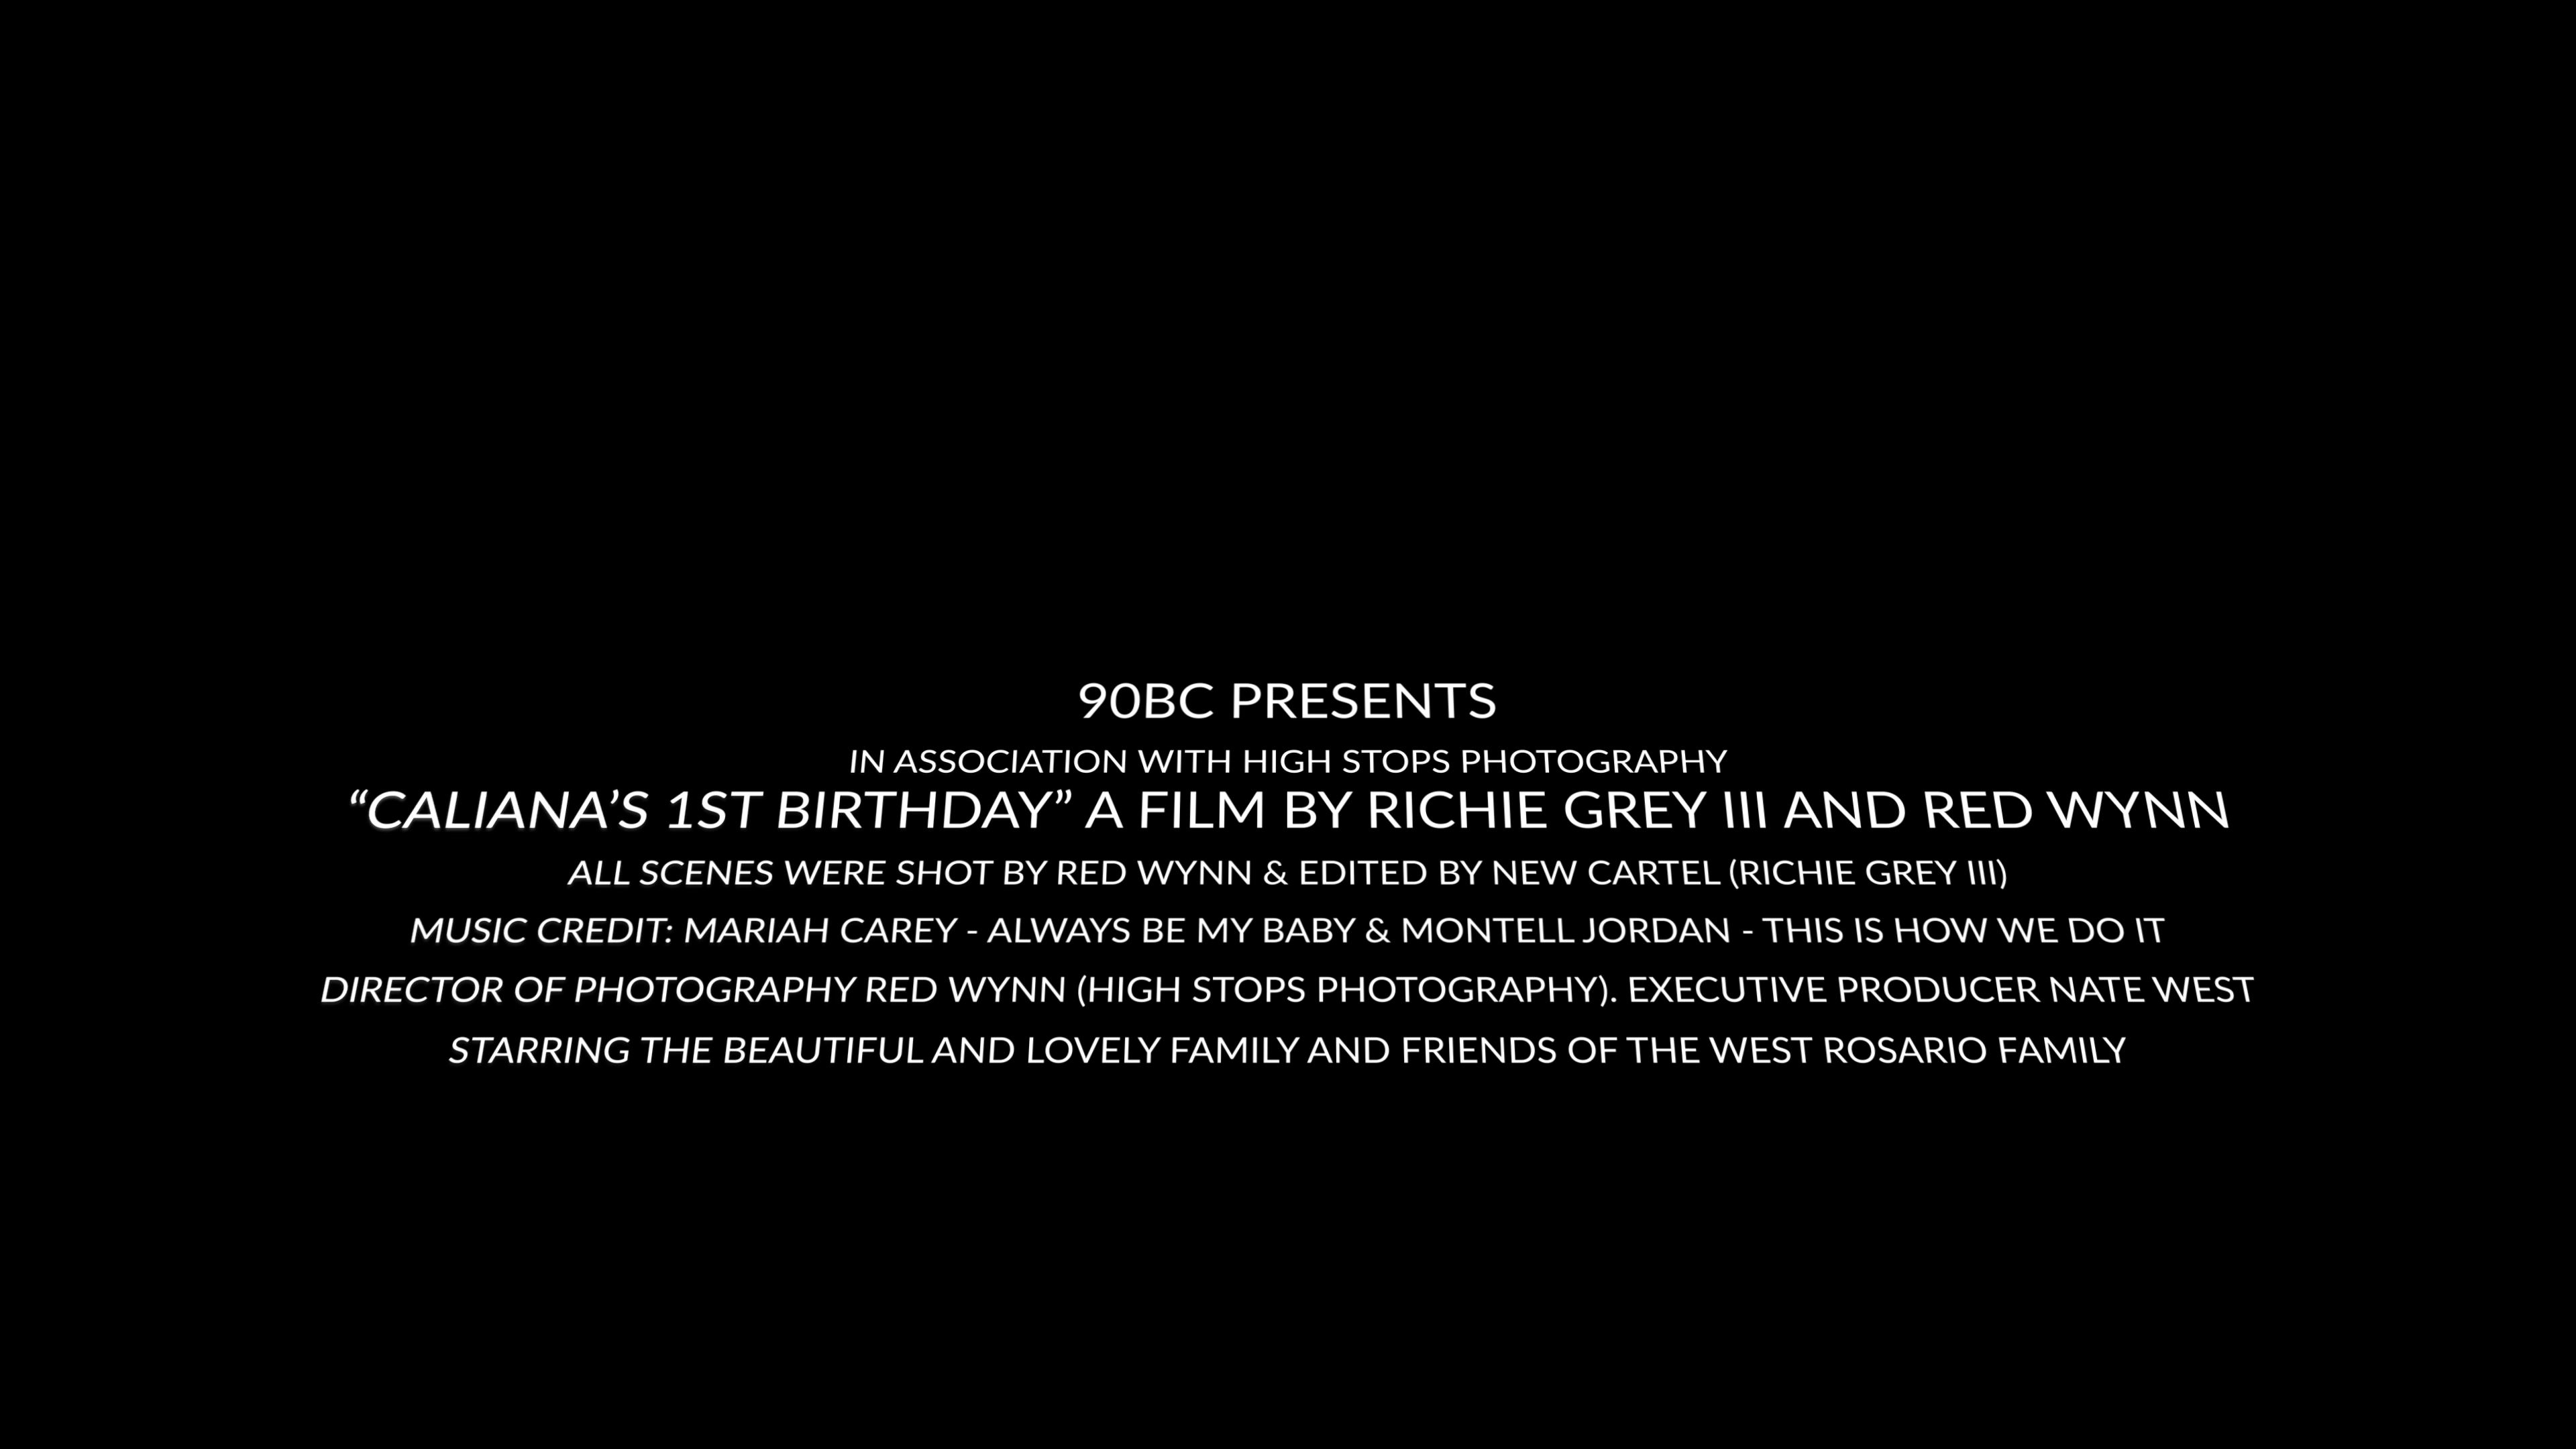 90BC PRESENTS
IN ASSOCIATION WITH HIGH STOPS PHOTOGRAPHY
“CALIANA’S 1ST BIRTHDAY” A FILM BY RICHIE GREY III AND RED WYNN
ALL SCENES WERE SHOT BY RED WYNN & EDITED BY NEW CARTEL (RICHIE GREY III)
MUSIC CREDIT: MARIAH CAREY - ALWAYS BE MY BABY & MONTELL JORDAN - THIS IS HOW WE DO IT
DIRECTOR OF PHOTOGRAPHY RED WYNN (HIGH STOPS PHOTOGRAPHY). EXECUTIVE PRODUCER NATE WEST
STARRING THE BEAUTIFUL AND LOVELY FAMILY AND FRIENDS OF THE WEST ROSARIO FAMILY